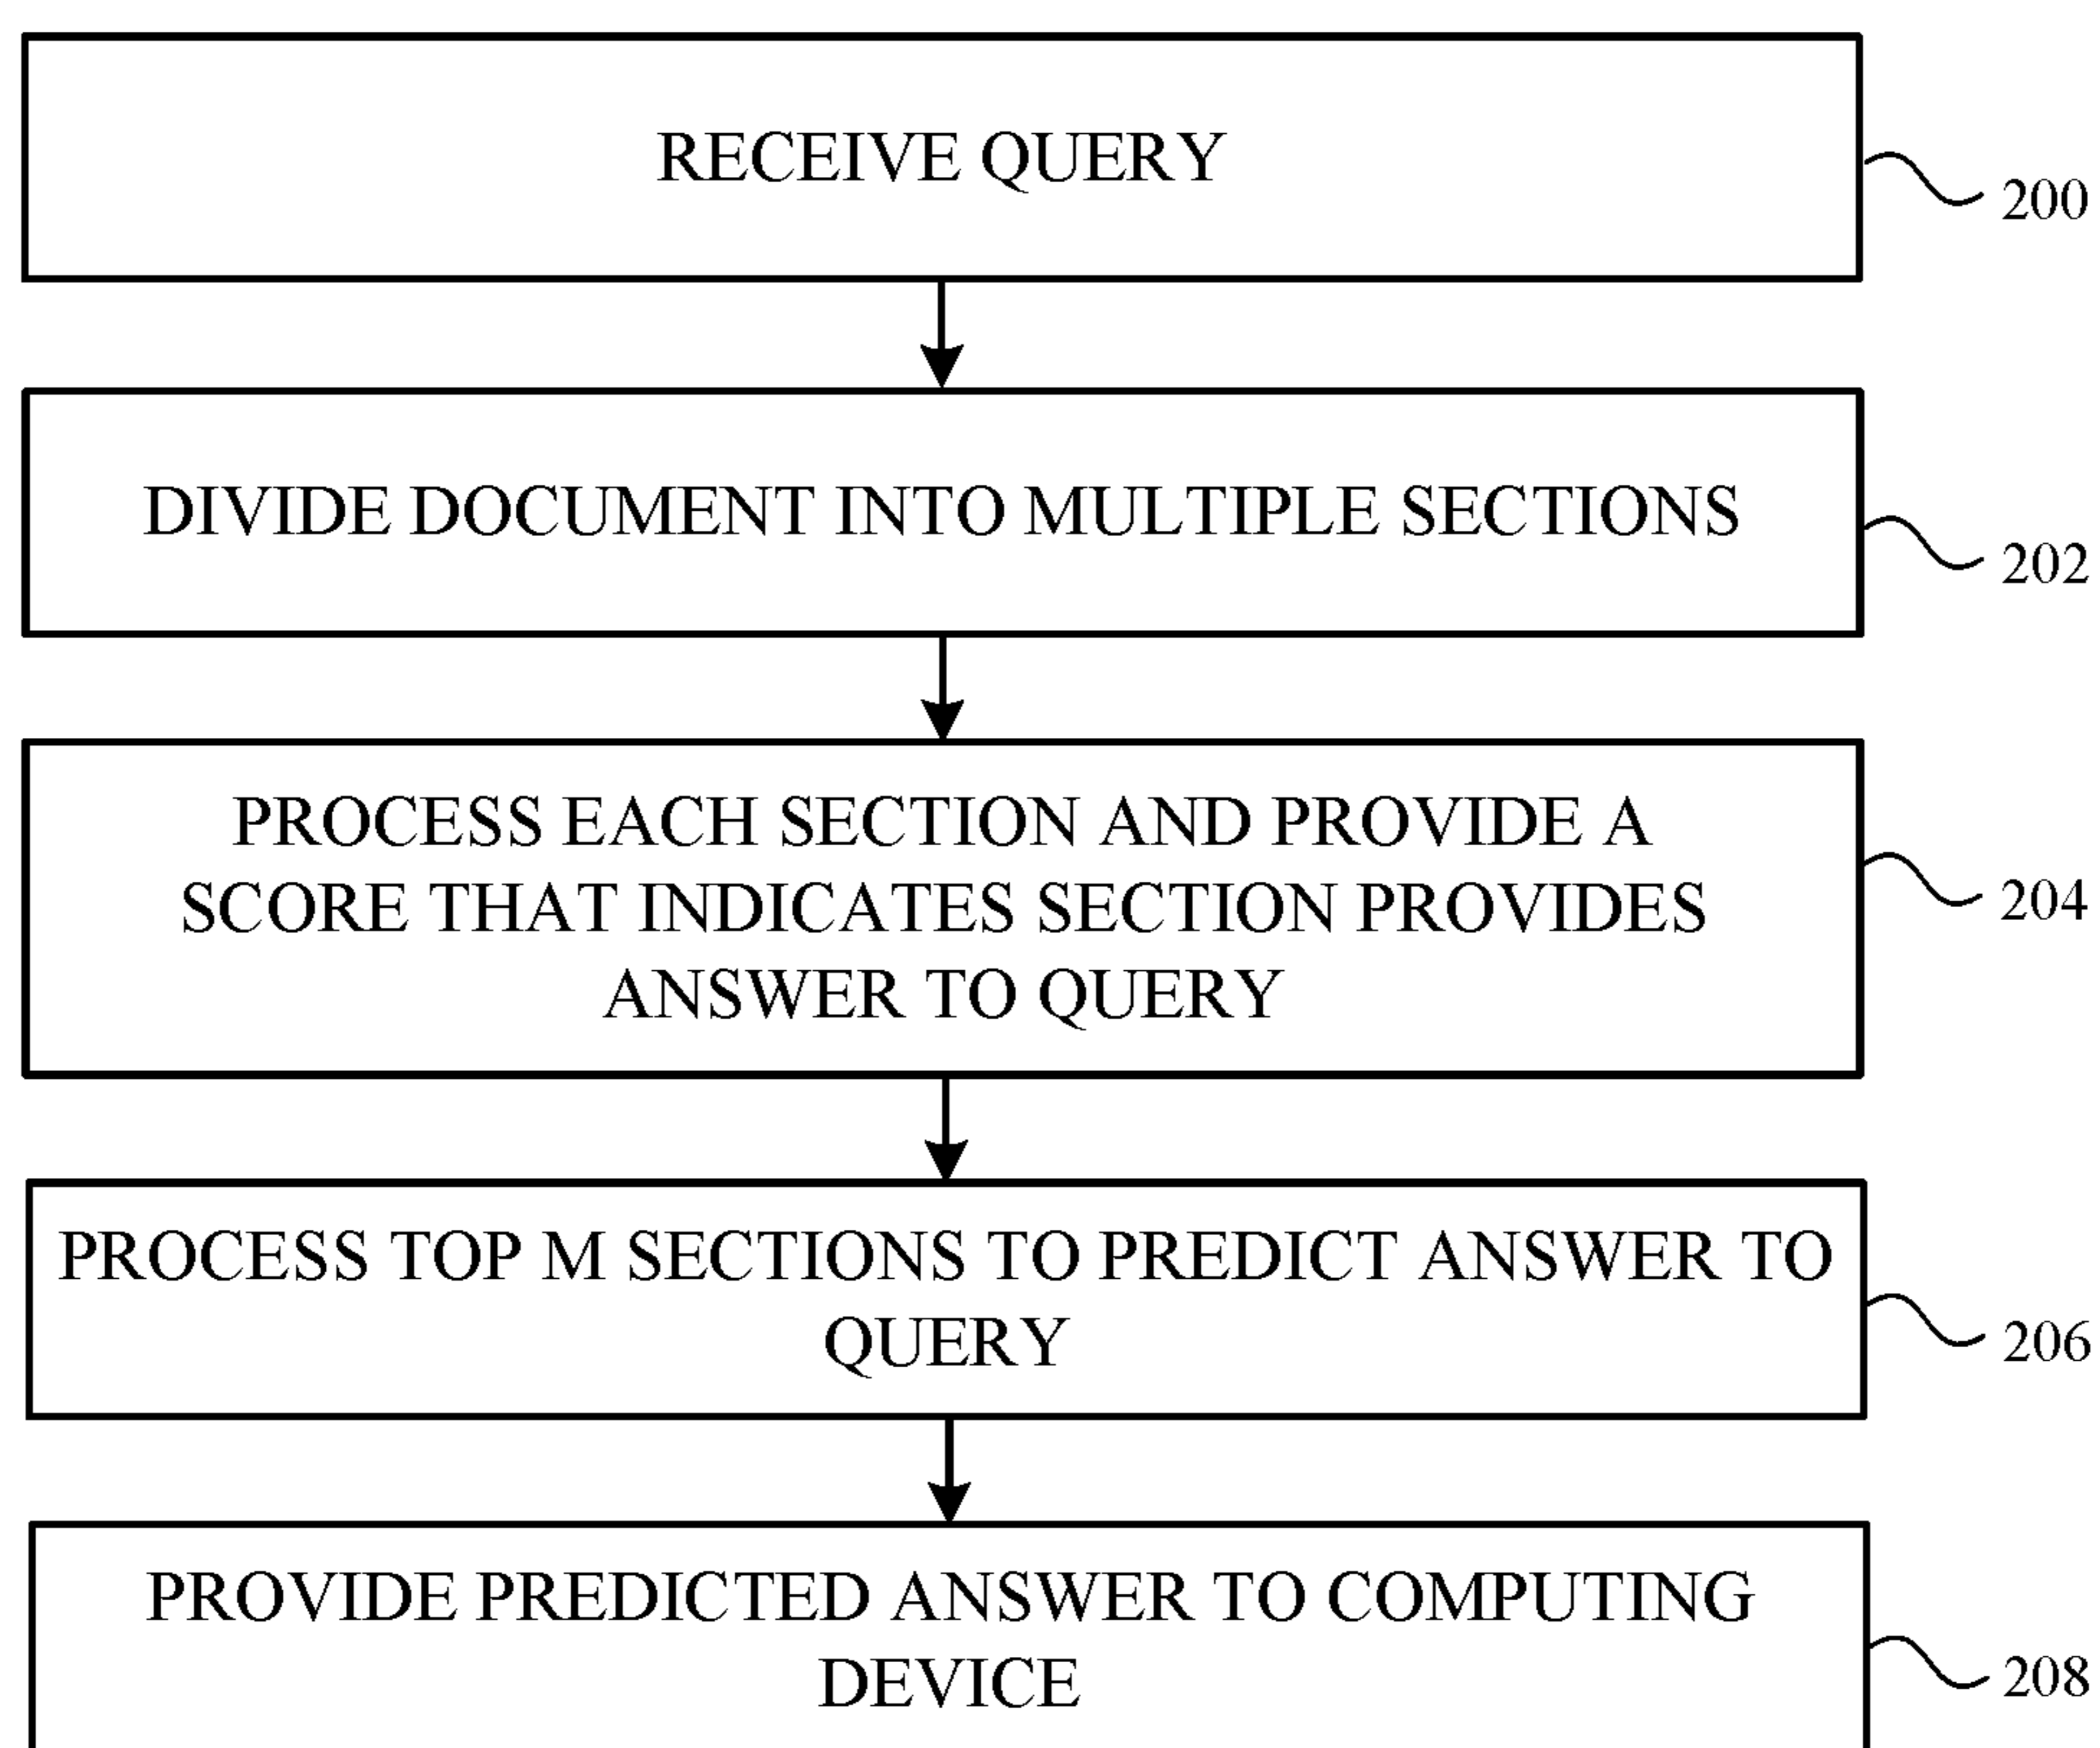 RECEIVE QUERY
200
DIVIDE DOCUMENT INTO MULTIPLE SECTIONS
202
PROCESS EACH SECTION AND PROVIDE A
SCORE THAT INDICATES SECTION PROVIDES
ANSWER TO QUERY
204
PROCESS TOP M SECTIONS TO PREDICT ANSWER TO
QUERY
206
PROVIDE PREDICTED ANSWER TO COMPUTING
DEVICE
208